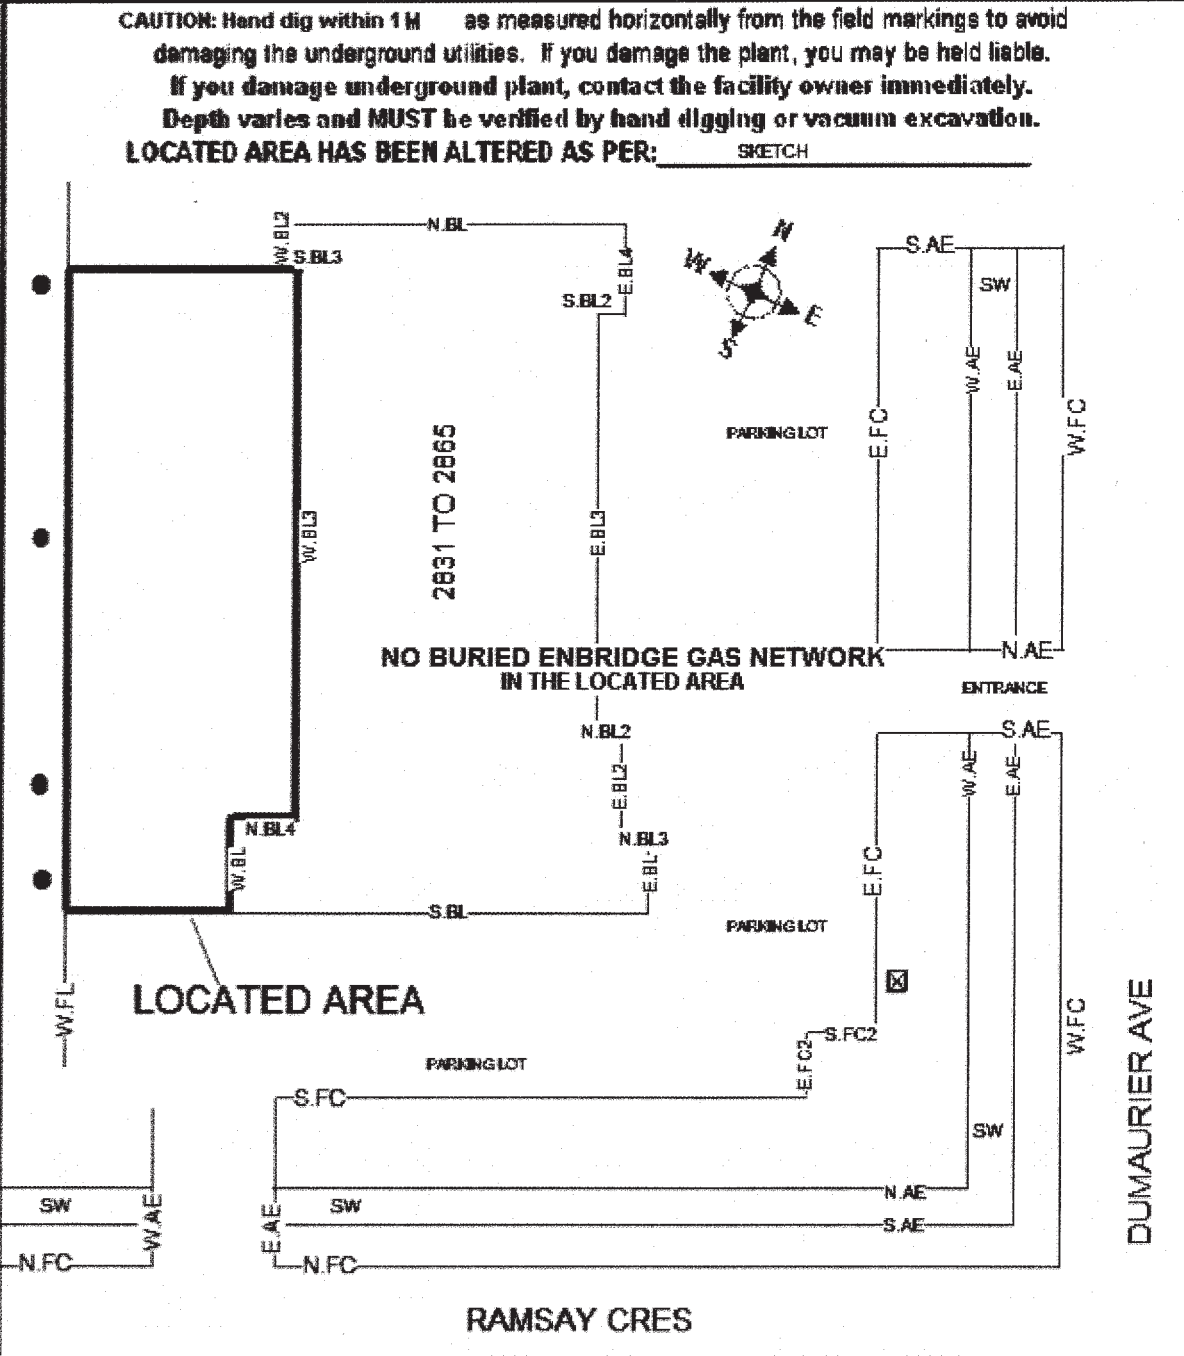 CAUTION: Hand dig within 1M as measured horizontally from the field markings to avoid
damaging the underground utilities. If you damage the plant, you may be held liable.
If you damage underground plant, contact the facility owner immediately.
Depth varies and MUST be verified by hand digging or vacuum excavation.
LOCATED AREA HAS BEEN ALTERED AS PER: SKETCH
W.BL2
N.BL
S.BL3
E.BL4
S.BL2
N
W
E
S
S.AE
SW
W.AE
E.AE
E.FC
W.FC
PARKING LOT
2831 TO 2865
W.BL3
E.BL3
NO BURIED ENBRIDGE GAS NETWORK
IN THE LOCATED AREA
N.AE
ENTRANCE
N.BL2
S.AE
W.AE
E.AE
E.BL2
N.BL4
N.BL3
W.BL
E.BL
E.FC
S.BL
PARKING LOT
LOCATED AREA
W.FL
W.FC
DUMAURIER AVE
S.FC2
E.FC2
PARKING LOT
S.FC
SW
SW
SW
N.AE
W.AE
E.AE
S.AE
N.FC
N.FC
RAMSAY CRES